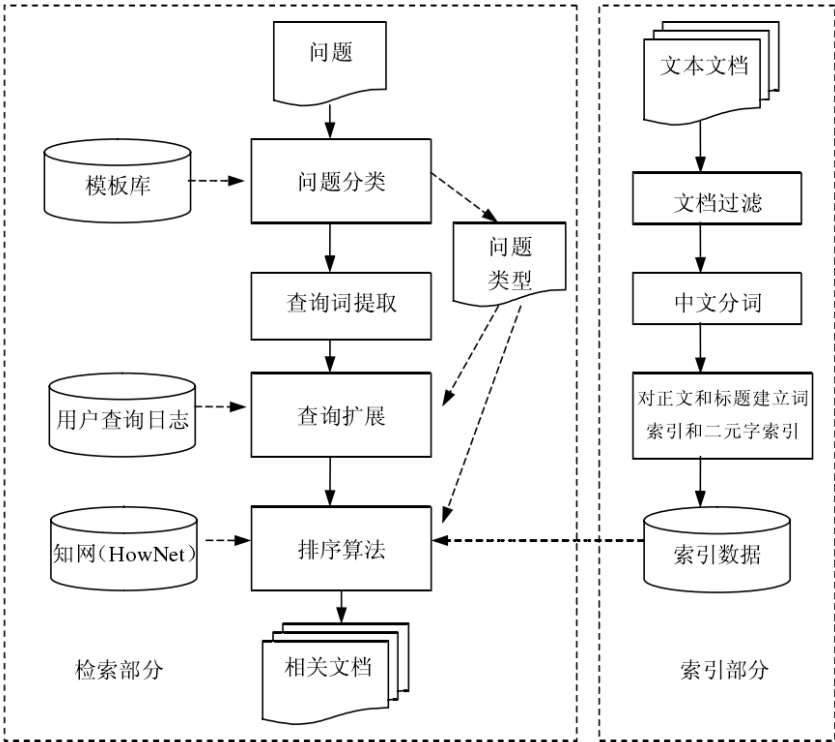 问题
模板库
问题分类
问题
类型
查询词提取
用户查询日志
查询扩展
知网(HowNet)
排序算法
相关文档
检索部分
文本文档
文档过滤
中文分词
对正文和标题建立词
索引和二元字索引
索引数据
索引部分